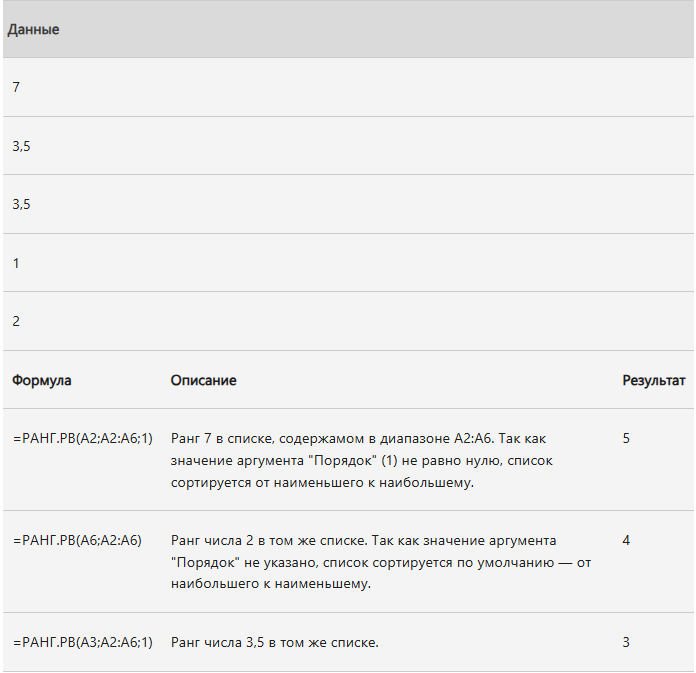 Данные
7
3,5
3,5
1
2
Формула Описание Результат
=РАНГ.РВ(A2;A2:A6;1) Ранг 7 в списке, содержамом в диапазоне A2:A6. Так как 5
значение аргумента "Порядок" (1) не равно нулю, список
сортируется от наименьшего к наибольшему.
=РАНГ.РВ(A6;A2:A6) Ранг числа 2 в том же списке. Так как значение аргумента 4
"Порядок" не указано, список сортируется по умолчанию — от
наибольшего к наименьшему.
=РАНГ.РВ(A3;A2:A6;1) Ранг числа 3,5 в том же списке. 3